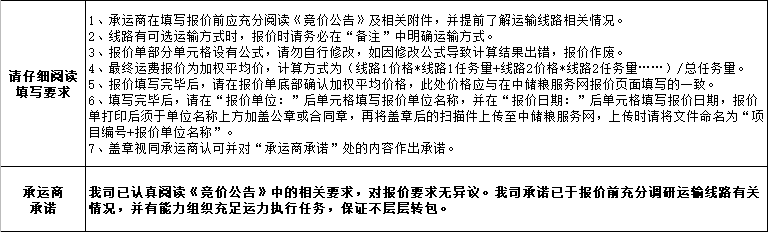 请仔细阅读
填写要求
1、承运商在填写报价前应充分阅读《竞价公告》及相关附件，并提前了解运输线路相关情况。
2、线路有可选运输方式时，报价时请务必在“备注”中明确运输方式。
3、报价单部分单元格设有公式，请勿自行修改，如因修改公式导致计算结果出错，报价作废。
4、最终运费报价为加权平均价，计算方式为（线路1价格*线路1任务量+线路2价格*线路2任务量……）/总任务量。
5、报价填写完毕后，请在报价单底部确认加权平均价格，此处价格应与在中储粮服务网报价页面填写的一致。
6、填写完毕后，请在“报价单位：”后单元格填写报价单位名称，并在“报价日期：”后单元格填写报价日期，报价
单打印后须于单位名称上方加盖公章或合同章，再将盖章后的扫描件上传至中储粮服务网，上传时请将文件命名为“项
目编号+报价单位名称”。
7、盖章视同承运商认可并对“承运商承诺”处的内容作出承诺。
承运商
承诺
我司已认真阅读《竞价公告》中的相关要求，对报价要求无异议。我司承诺已于报价前充分调研运输线路有关
情况，并有能力组织充足运力执行任务，保证不层层转包。